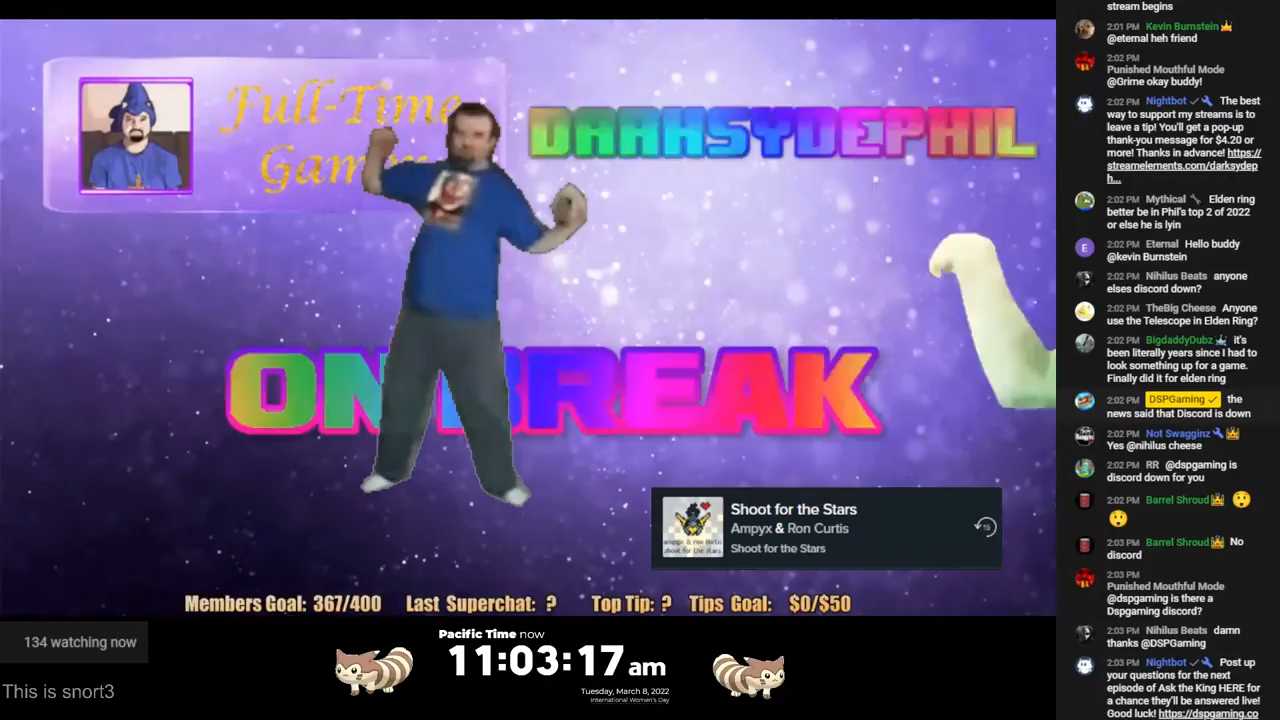 Full-Time
DARKSYDEPHIL
ON BREAK
Shoot for the Stars
Ampyx & Ron Curtis
Shoot for the Stars
15
ampyx & ron curtis
shoot for the stars
Members Goal: 367/400 Last Superchat: ? Top Tip: ? Tips Goal: $0/$50
134 watching now
Pacific Time now
11:03:17 am
Tuesday, March 8, 2022
International Women's Day
This is snort3
stream begins
2:01 PM Kevin Burnstein
@eternal heh friend
2:02 PM
Punished Mouthful Mode
@Grime okay buddy!
2:02 PM Nightbot The best
way to support my streams is to
leave a tip! You'll get a pop-up
thank-you message for $4.20 or
more! Thanks in advance! https://
streamelements.com/darksydep
h...
2:02 PM Mythical Elden ring
better be in Phil's top 2 of 2022
or else he is lyin
2:02 PM Eternal Hello buddy
@kevin Burnstein
2:02 PM Nihilus Beats anyone
elses discord down?
2:02 PM TheBig Cheese Anyone
use the Telescope in Elden Ring?
2:02 PM BigdaddyDubz it's
been literally years since I had to
look something up for a game.
Finally did it for elden ring
2:02 PM DSPGaming the
news said that Discord is down
2:02 PM Not Swagginz
Yes @nihilus cheese
2:02 PM RR @dspgaming is
discord down for you
2:02 PM Barrel Shroud
2:03 PM Barrel Shroud No
discord
2:03 PM
Punished Mouthful Mode
@dspgaming is there a
Dspgaming discord?
2:03 PM Nihilus Beats damn
thanks @DSPGaming
2:03 PM Nightbot Post up
your questions for the next
episode of Ask the King HERE for
a chance they'll be answered live!
Good luck! https://dspgaming.co